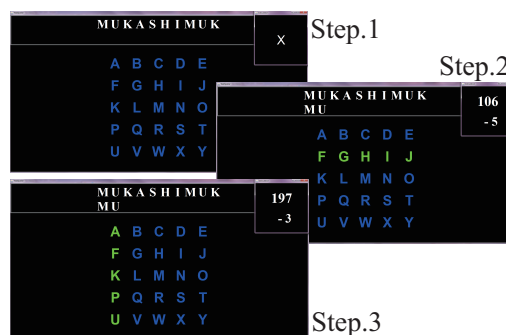 MUKASHIMUK
X
Step.1
A B C D E
F G H I J
K L M N O
P Q R S T
U V W X Y
Step.2
MUKASHIMUK
MU
106
-5
A B C D E
F G H I J
K L M N O
P Q R S T
U V W X Y
MUKASHIMUK
MU
197
-3
A B C D E
F G H I J
K L M N O
P Q R S T
U V W X Y
Step.3